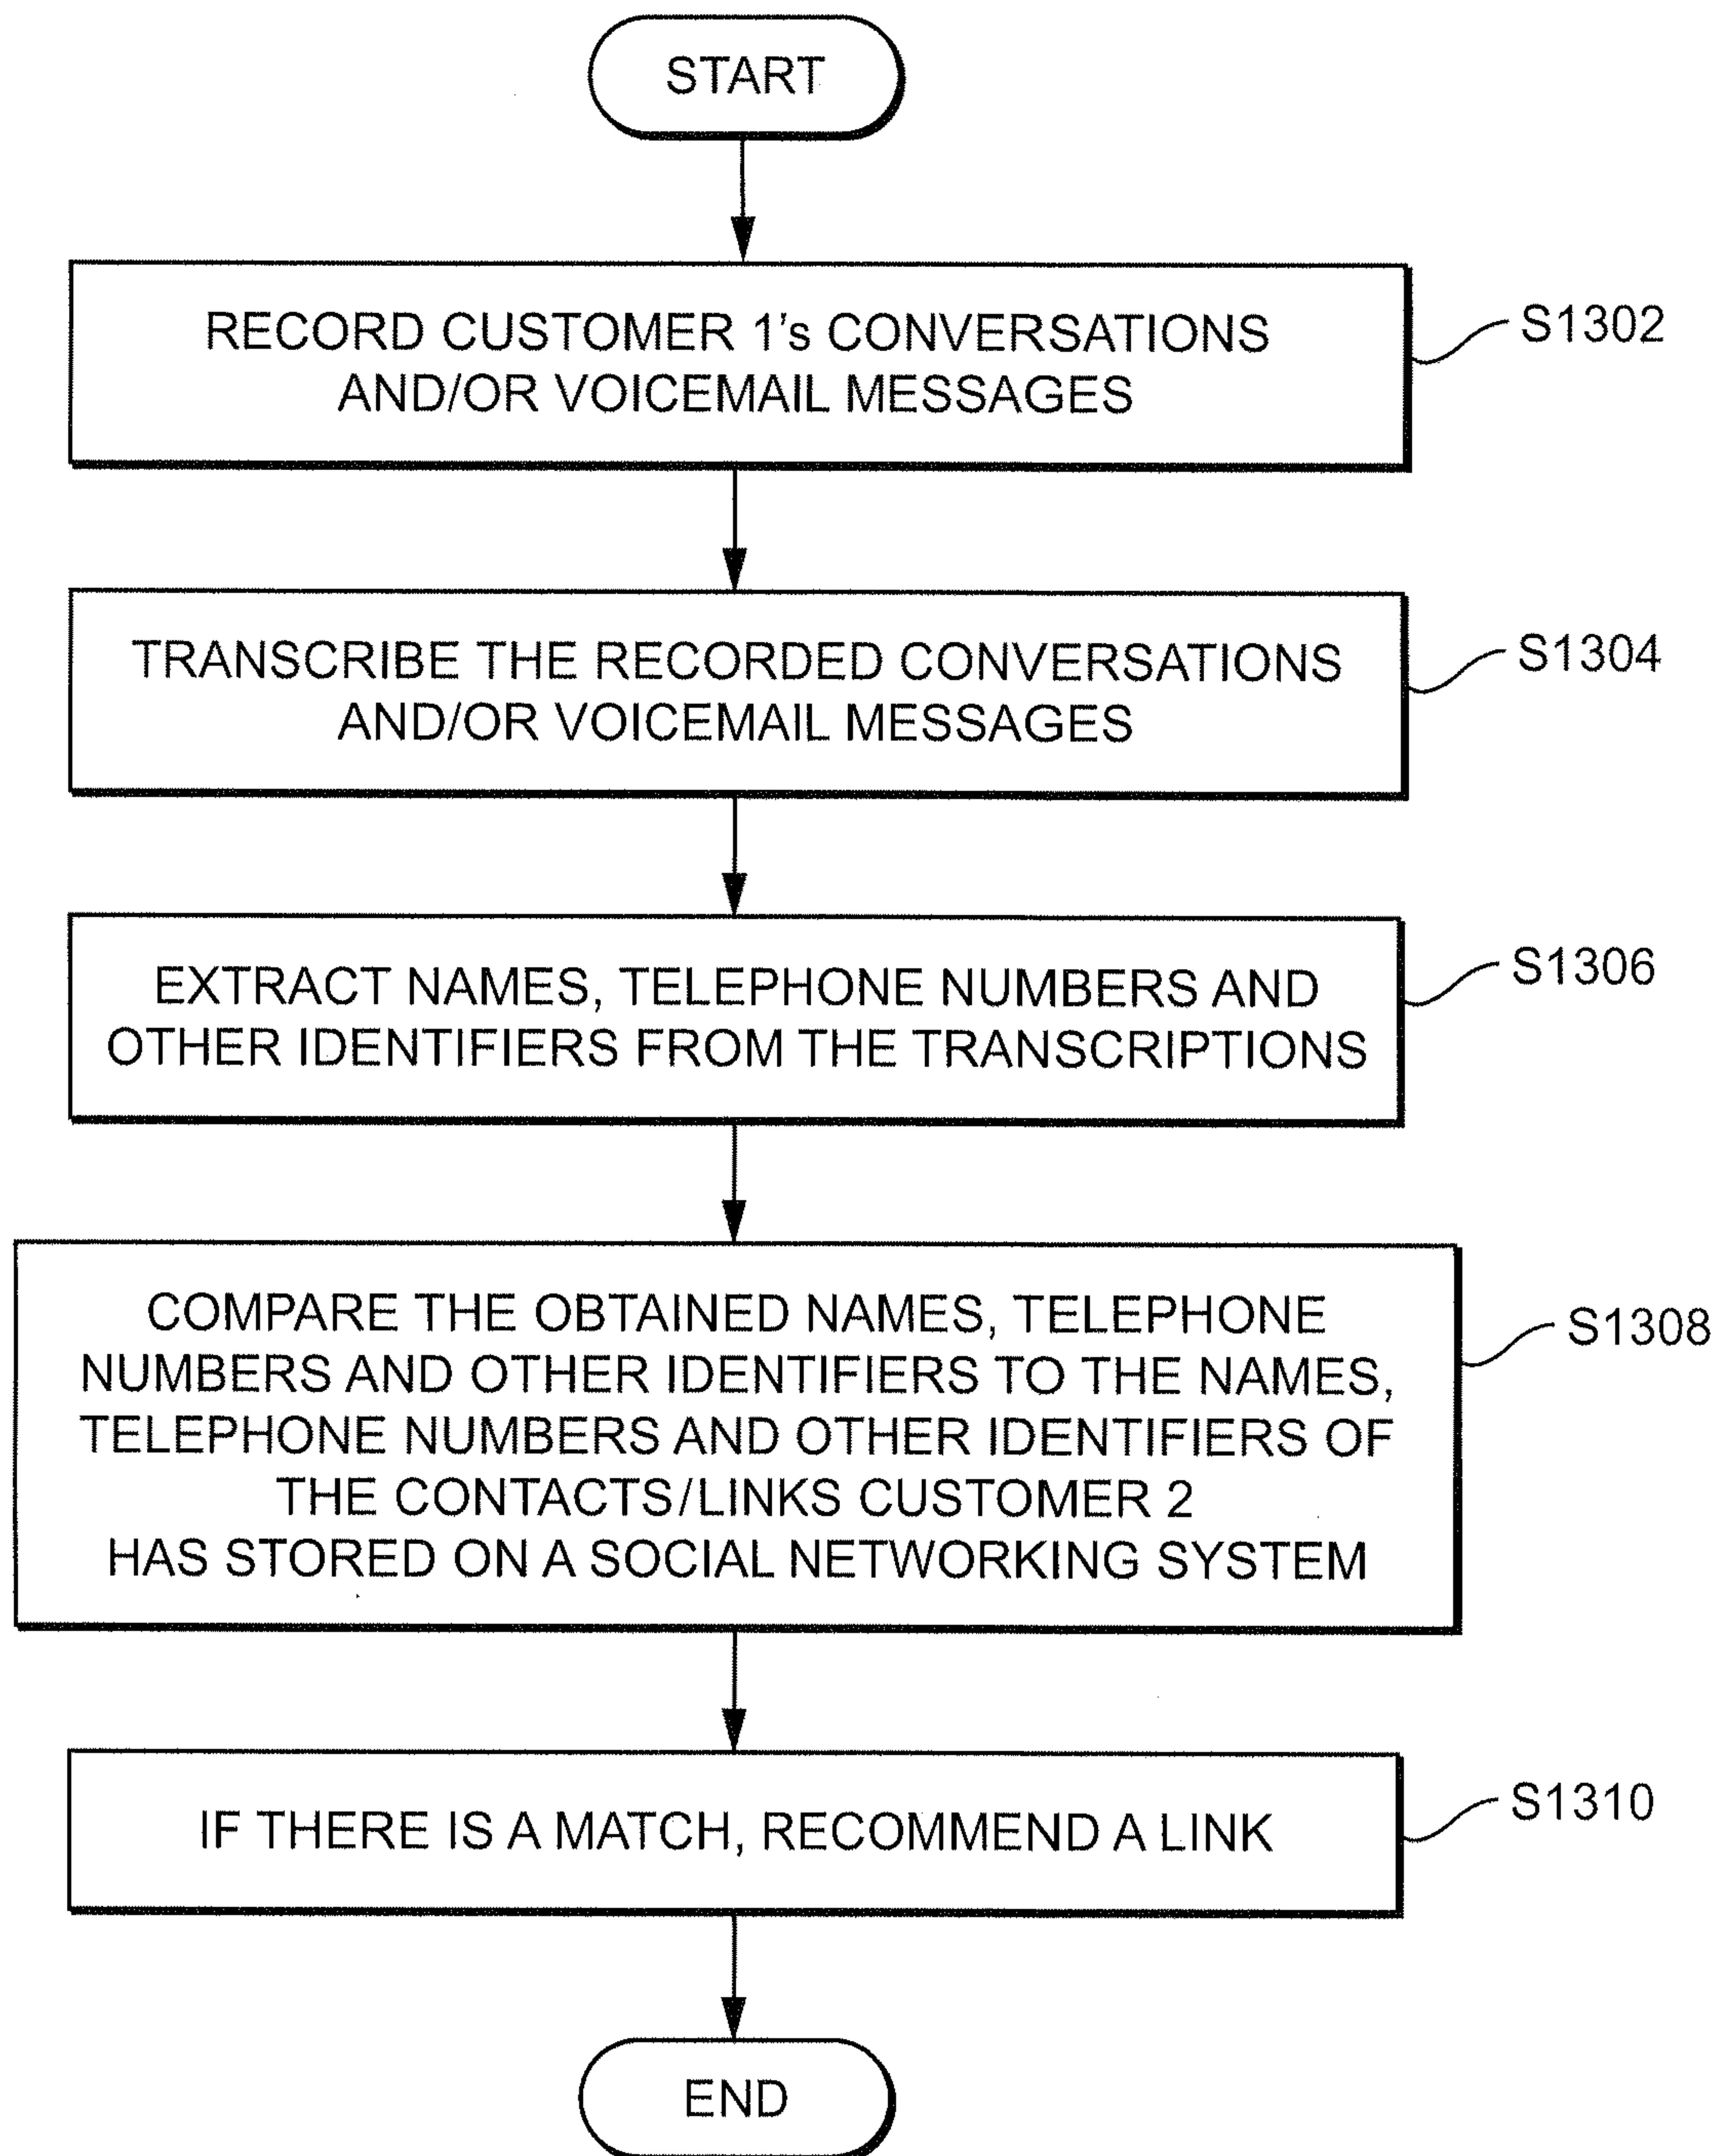 START
RECORD CUSTOMER 1's CONVERSATIONS
AND/OR VOICEMAIL MESSAGES
S1302
TRANSCRIBE THE RECORDED CONVERSATIONS
AND/OR VOICEMAIL MESSAGES
S1304
EXTRACT NAMES, TELEPHONE NUMBERS AND
OTHER IDENTIFIERS FROM THE TRANSCRIPTIONS
S1306
COMPARE THE OBTAINED NAMES, TELEPHONE
NUMBERS AND OTHER IDENTIFIERS TO THE NAMES,
TELEPHONE NUMBERS AND OTHER IDENTIFIERS OF
THE CONTACTS/LINKS CUSTOMER 2
HAS STORED ON A SOCIAL NETWORKING SYSTEM
S1308
IF THERE IS A MATCH, RECOMMEND A LINK
S1310
END